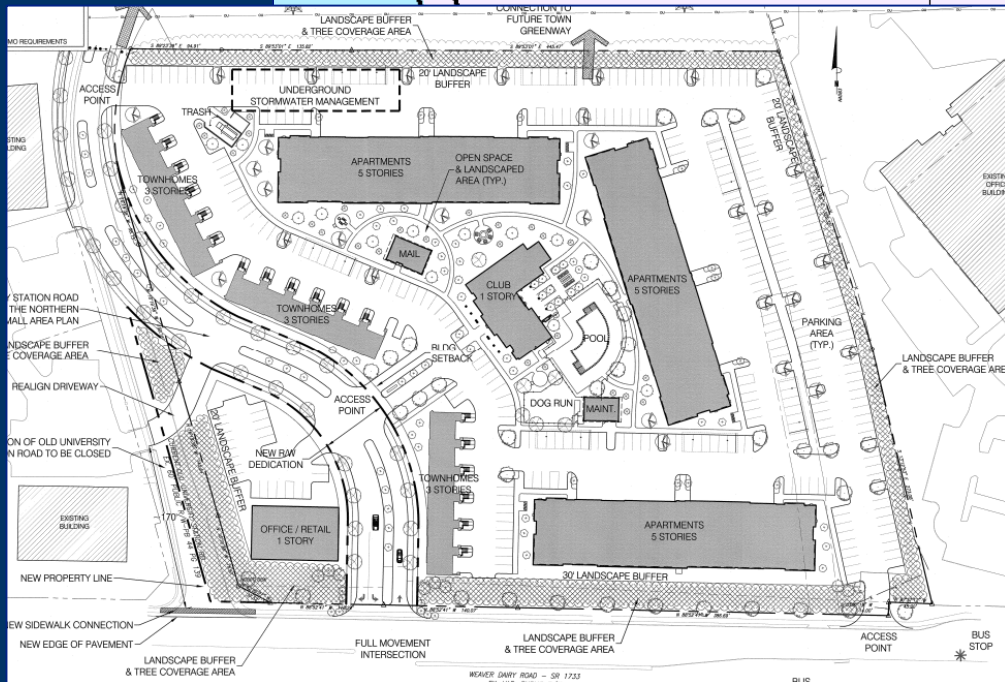 LANDSCAPE BUFFER
& TREE COVERAGE AREA
CONNECTION TO
FUTURE TOWN
GREENWAY
MO REQUIREMENTS
ACCESS
POINT
20' LANDSCAPE
BUFFER
UNDERGROUND
STORMWATER MANAGEMENT
TRASH
20' LANDSCAPE
BUFFER
APARTMENTS
5 STORIES
OPEN SPACE
& LANDSCAPED
AREA (TYP.)
TOWNHOMES
3 STORIES
EXISTING
OFFICE
BUILDING
MAIL
CLUB
1 STORY
APARTMENTS
5 STORIES
Y STATION ROAD
THE NORTHERN
MALL AREA PLAN
TOWNHOMES
3 STORIES
POOL
PARKING
AREA
(TYP.)
ANDSCAPE BUFFER
E COVERAGE AREA
BLDG
SETBACK
LANDSCAPE BUFFER
& TREE COVERAGE ARE
REALIGN DRIVEWAY
ACCESS
POINT
DOG RUN
MAINT.
20' LANDSCAPE BUFFER
ON OF OLD UNIVERSITY
N ROAD TO BE CLOSED
NEW R/W
DEDICATION
TOWNHOMES
3 STORIES
170
EXISTING
BUILDING
OFFICE / RETAIL
1 STORY
APARTMENTS
5 STORIES
NEW PROPERTY LINE
30' LANDSCAPE BUFFER
EW SIDEWALK CONNECTION
NEW EDGE OF PAVEMENT
FULL MOVEMENT
INTERSECTION
LANDSCAPE BUFFER
& TREE COVERAGE AREA
ACCESS
POINT
BUS
STOP
LANDSCAPE BUFFER
& TREE COVERAGE AREA
WEAVER DAIRY ROAD - SR 1733
BUS